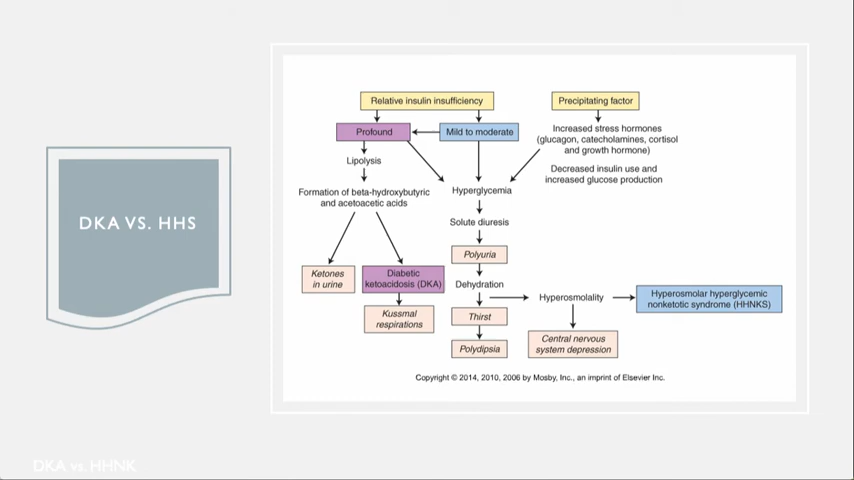 DKA VS. HHS
Relative insulin insufficiency
Precipitating factor
Profound
Mild to moderate
Increased stress hormones
(glucagon, catecholamines, cortisol
and growth hormone)
Decreased insulin use and
increased glucose production
Lipolysis
Formation of beta-hydroxybutyric
and acetoacetic acids
Hyperglycemia
Solute diuresis
Polyuria
Ketones
in urine
Diabetic
ketoacidosis (DKA)
Dehydration
Hyperosmolality
Hyperosmolar hyperglycemic
nonketotic syndrome (HHNKS)
Kussmal
respirations
Thirst
Polydipsia
Central nervous
system depression
Copyright © 2014, 2010, 2006 by Mosby, Inc., an imprint of Elsevier Inc.
DKA vs. HHNK